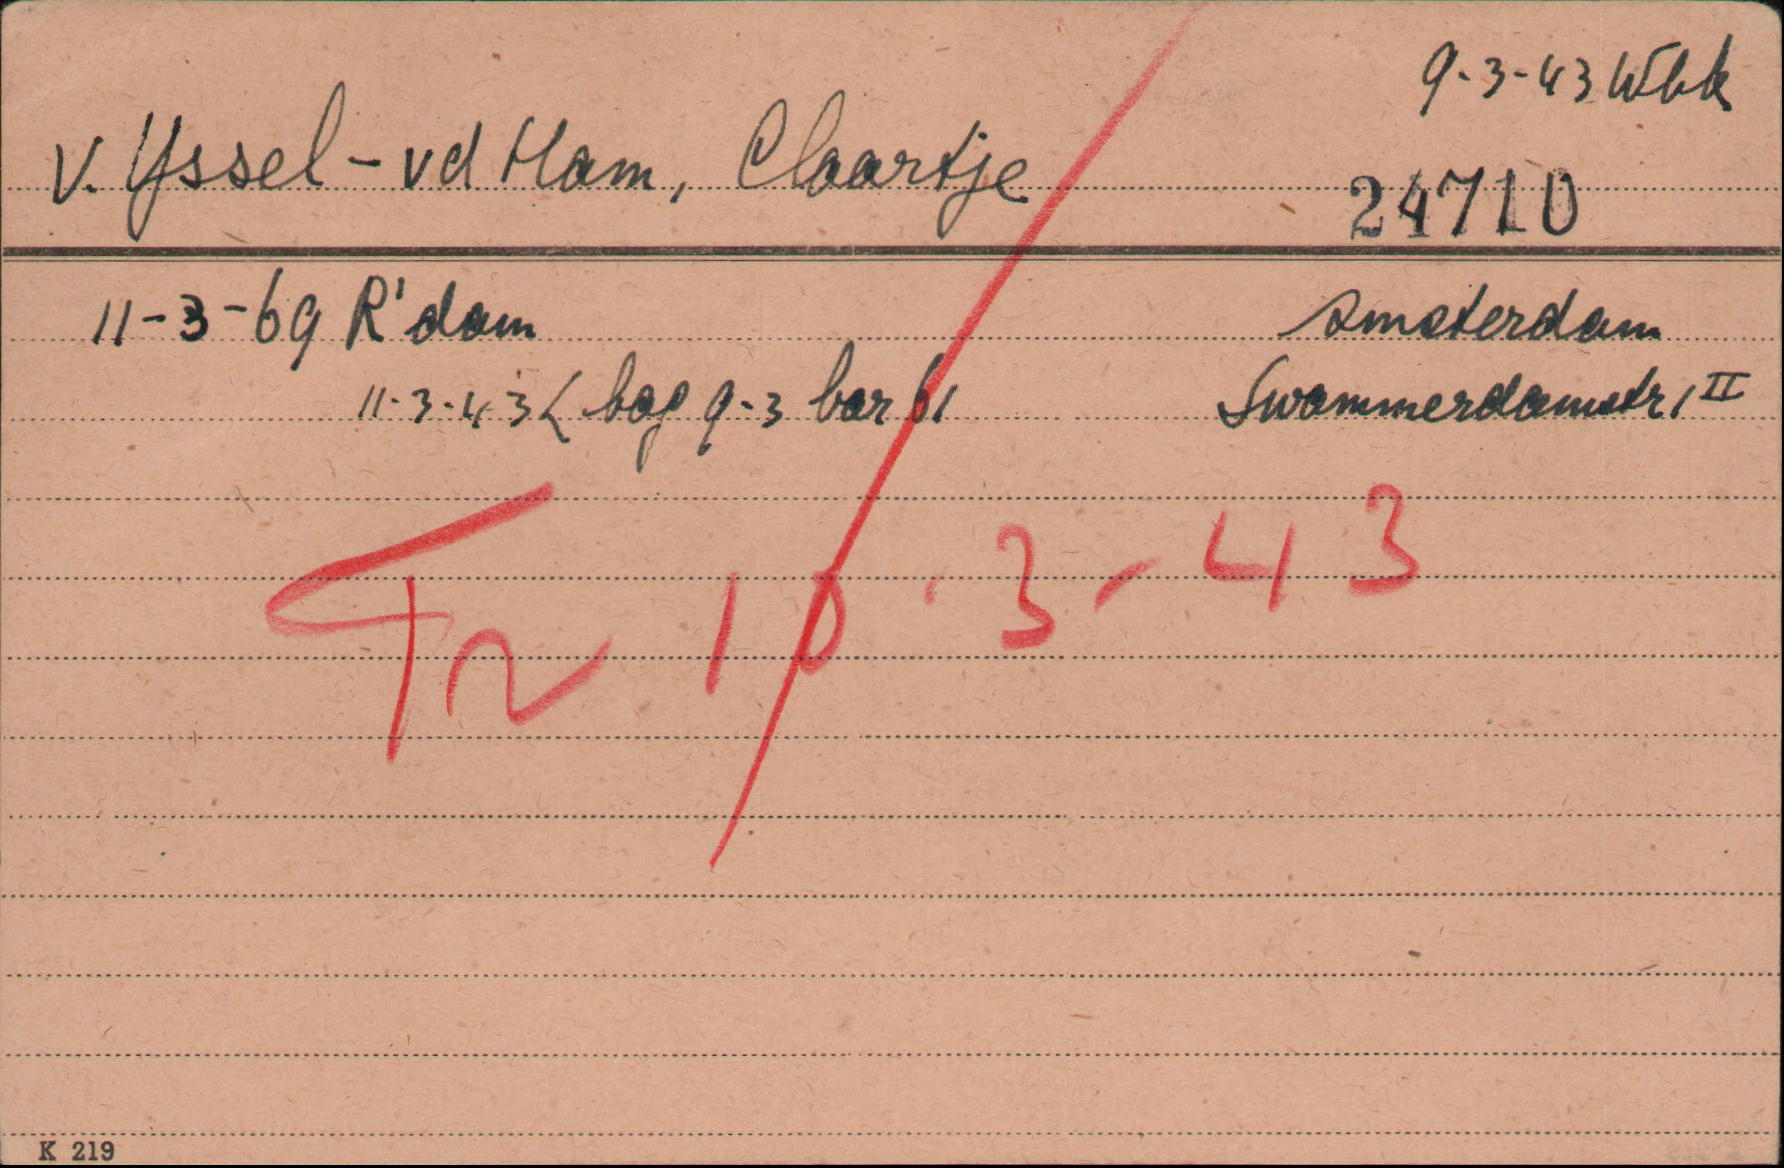 9-3-43 Wbk
v. Yssel - vd Ham, Claartje
24710
11-3-69 R'dam
Amsterdam
11-3-43 < bag 9-3 bar 61
Swammerdamstr 1 II
Tr 10-3-43
K 219